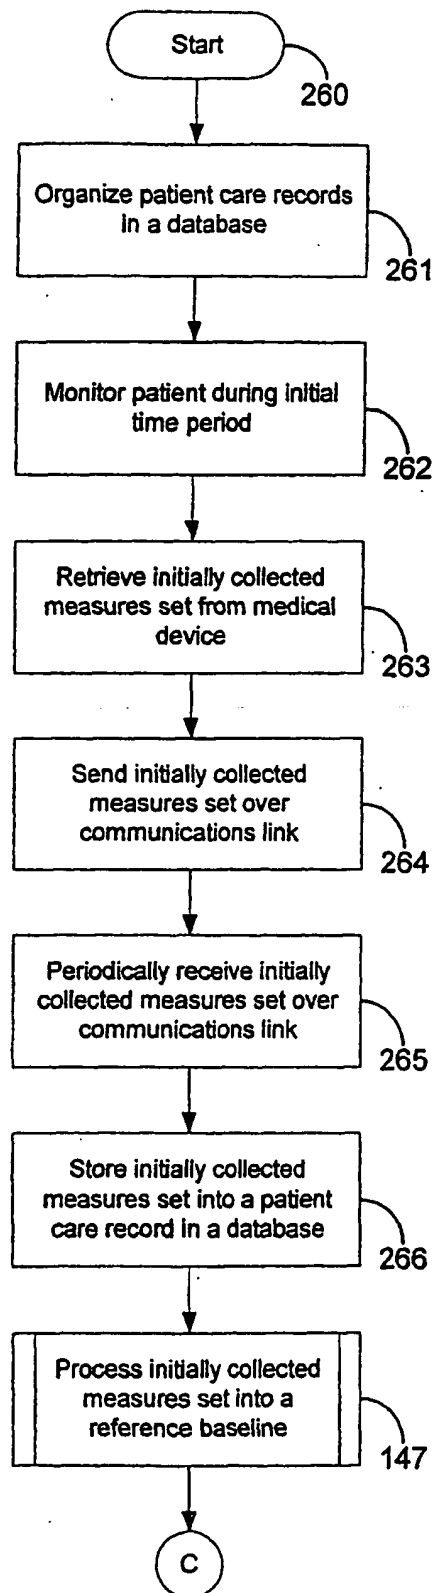 Start
260
Organize patient care records
in a database
261
Monitor patient during initial
time period
262
Retrieve initially collected
measures set from medical
device
263
Send initially collected
measures set over
communications link
264
Periodically receive initially
collected measures set over
communications link
265
Store initially collected
measures set into a patient
care record in a database
266
Process initially collected
measures set into a
reference baseline
147
C